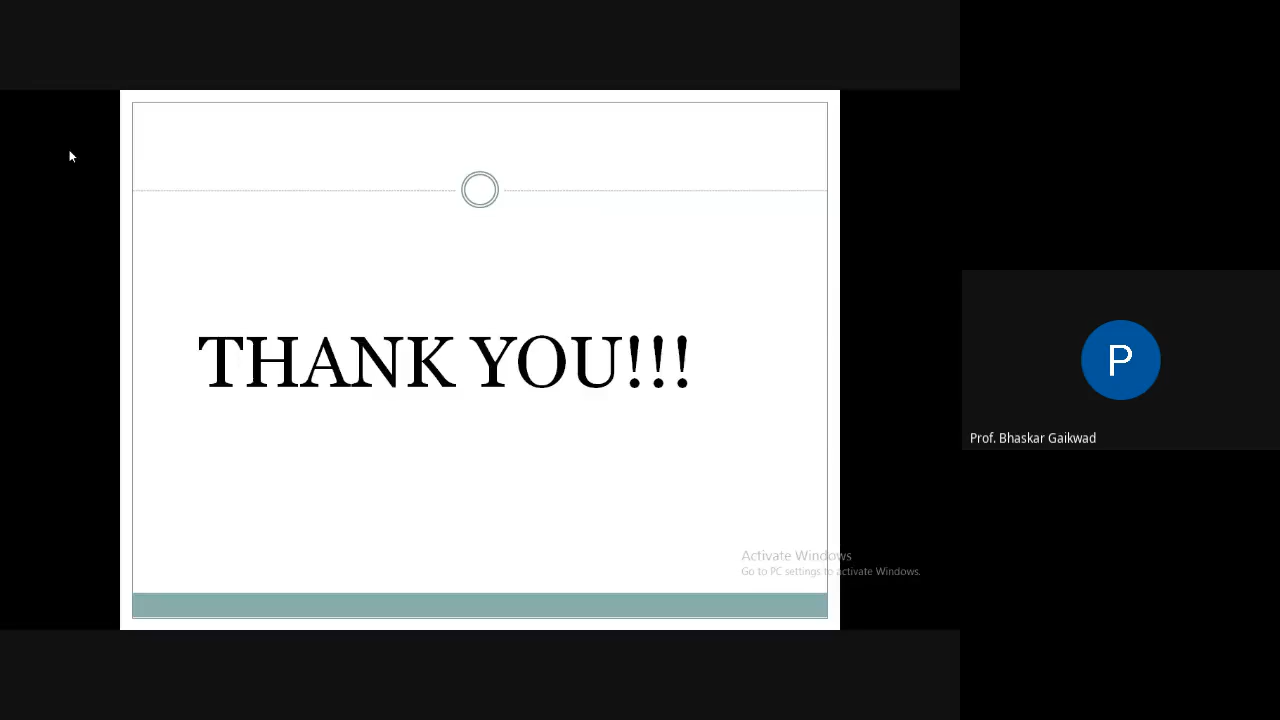 THANK YOU!!!
Activate Windows
Go to PC settings to activate Windows.
P
Prof. Bhaskar Gaikwad